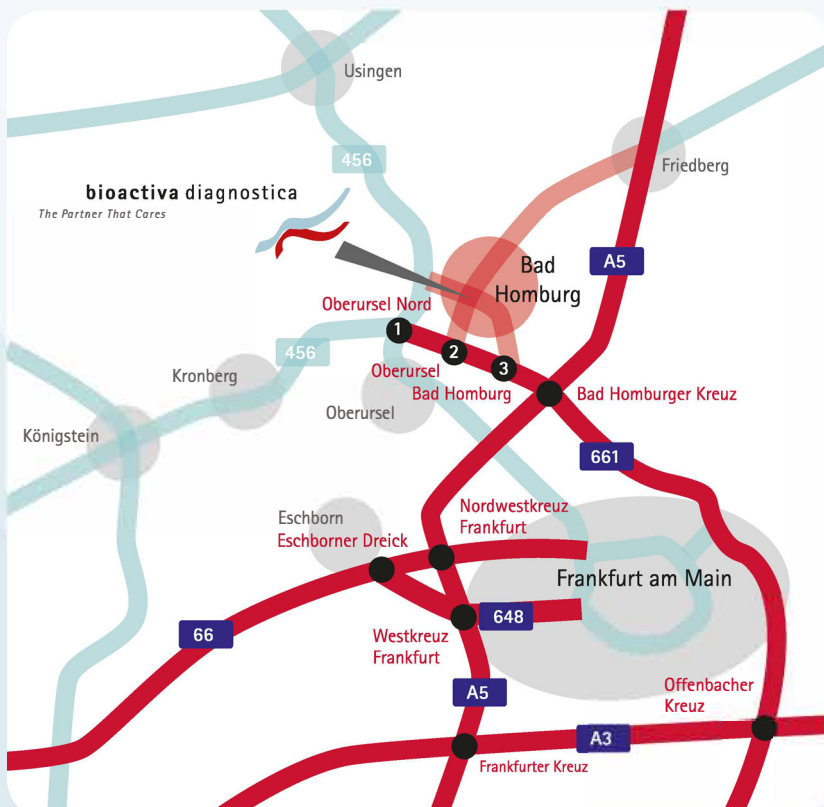 Usingen
456
Friedberg
bioactiva diagnostica
The Partner That Cares
A5
Bad
Homburg
Oberursel Nord
1
2
3
456
Kronberg
Oberursel
Bad Homburg
Bad Homburger Kreuz
Oberursel
Königstein
661
Nordwestkreuz
Frankfurt
Eschborn
Eschborner Dreick
Frankfurt am Main
648
66
Westkreuz
Frankfurt
A5
Offenbacher
Kreuz
A3
Frankfurter Kreuz